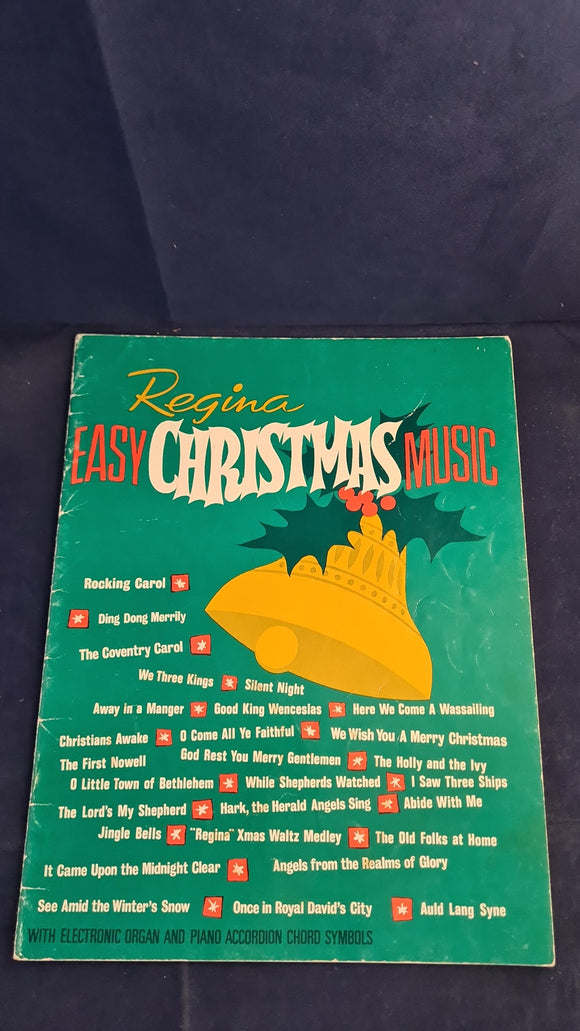 Regina
EASY CHRISTMAS MUSIC
Rocking Carol
Ding Dong Merrily
The Coventry Carol
We Three Kings Silent Night
Away in a Manger Good King Wenceslas Here We Come A Wassailing
Christians Awake O Come All Ye Faithful We Wish You A Merry Christmas
The First Nowell God Rest You Merry Gentlemen The Holly and the Ivy
O Little Town of Bethlehem While Shepherds Watched I Saw Three Ships
The Lord's My Shepherd Hark, the Herald Angels Sing Abide With Me
Jingle Bells "Regina" Xmas Waltz Medley The Old Folks at Home
It Came Upon the Midnight Clear Angels from the Realms of Glory
See Amid the Winter's Snow Once in Royal David's City Auld Lang Syne
WITH ELECTRONIC ORGAN AND PIANO ACCORDION CHORD SYMBOLS